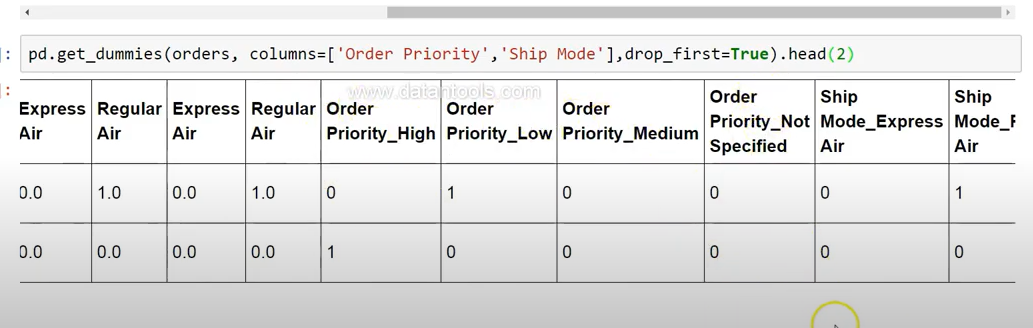 ]: pd.get_dummies(orders, columns=['Order Priority','Ship Mode'],drop_first=True).head(2)
]:
www.datantools.com
Express Air Regular Air Express Air Regular Air Order Priority_High Order Priority_Low Order Priority_Medium Order Priority_Not Specified Ship Mode_Express Air Ship Mode_ Air
0.0 1.0 0.0 1.0 0 1 0 0 0 1
0.0 0.0 0.0 0.0 1 0 0 0 0 0